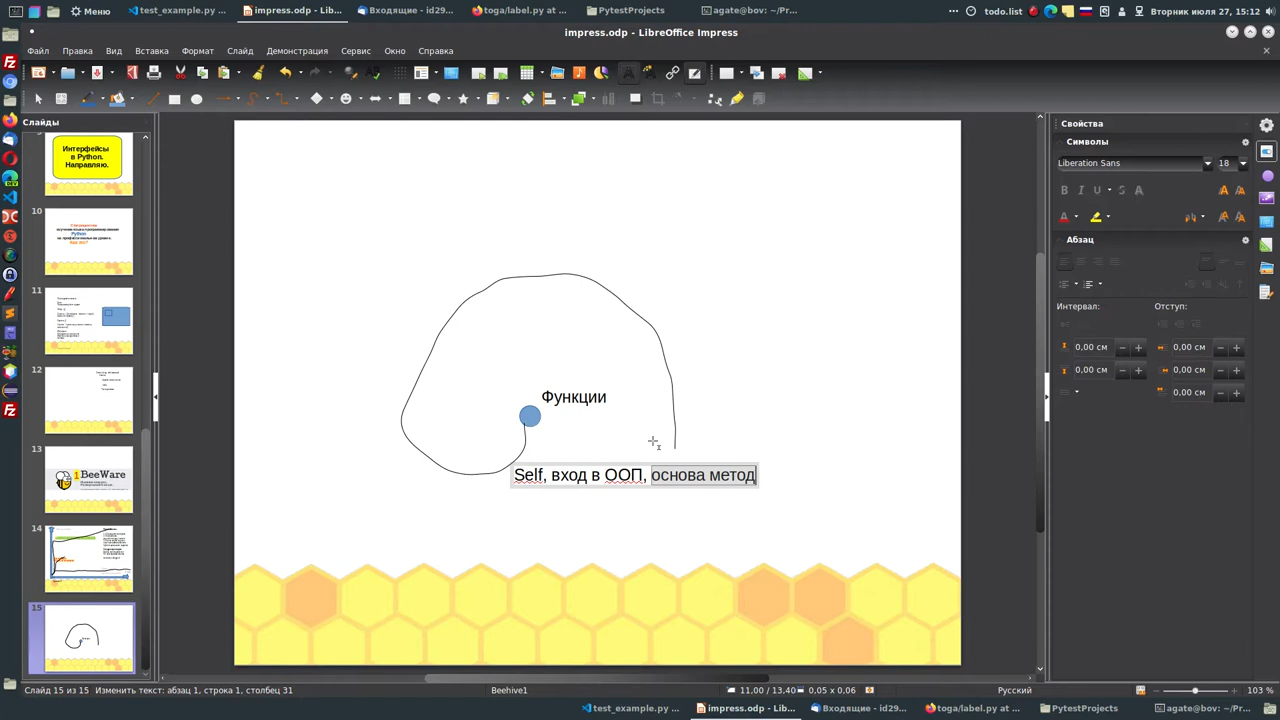 Меню
test_example.py ...
impress.odp - Lib...
Входящие - id29...
toga/label.py at ...
PytestProjects
agate@bov: ~/Pr...
todo.list
Вторник июля 27, 15:12
impress.odp - LibreOffice Impress
Файл Правка Вид Вставка Формат Слайд Демонстрация Сервис Окно Справка
Слайды
Свойства
Символы
Liberation Sans
18
Абзац
Интервал:
Отступ:
0,00 см
0,00 см
0,00 см
0,00 см
0,00 см
Интерфейсы
в Python.
Направляю.
10
11
12
13
BeeWare
14
15
Функции
Self, вход в ООП, основа метод
Слайд 15 из 15
Изменить текст: абзац 1, строка 1, столбец 31
Beehive1
11,00 / 13,40
0,05 x 0,06
Русский
103 %
test_example.py ...
impress.odp - Lib...
Входящие - id29...
toga/label.py at ...
PytestProjects
agate@bov: ~/Pr...